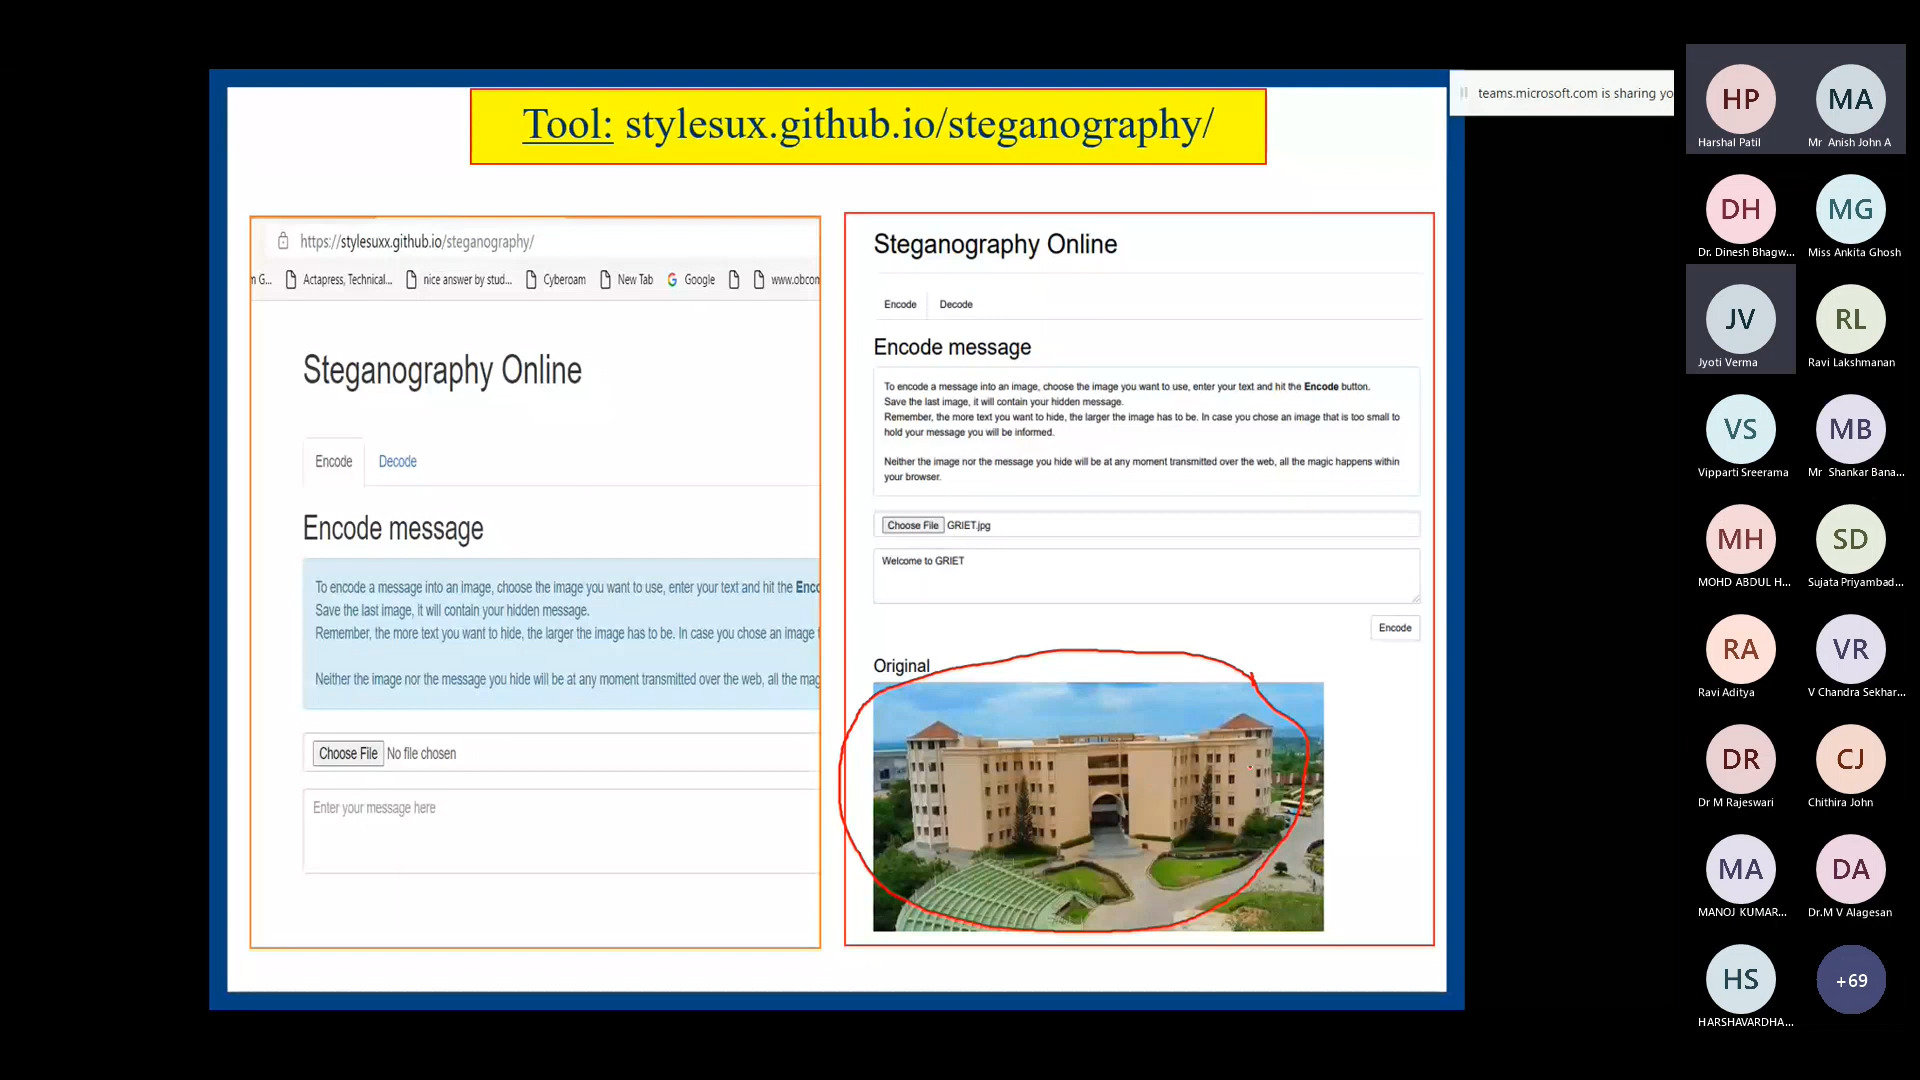 Tool: stylesux.github.io/steganography/
teams.microsoft.com is sharing yo
https://stylesuxx.github.io/steganography/
n G... Actapress, Technical... nice answer by stud... Cyberoam New Tab Google www.obcom
Steganography Online
Encode Decode
Encode message
To encode a message into an image, choose the image you want to use, enter your text and hit the Enco
Save the last image, it will contain your hidden message.
Remember, the more text you want to hide, the larger the image has to be. In case you chose an image t
Neither the image nor the message you hide will be at any moment transmitted over the web, all the mag
Choose File No file chosen
Enter your message here
Steganography Online
Encode Decode
Encode message
To encode a message into an image, choose the image you want to use, enter your text and hit the Encode button.
Save the last image, it will contain your hidden message.
Remember, the more text you want to hide, the larger the image has to be. In case you chose an image that is too small to
hold your message you will be informed.
Neither the image nor the message you hide will be at any moment transmitted over the web, all the magic happens within
your browser.
Choose File GRIET.jpg
Welcome to GRIET
Encode
Original
HP MA
Harshal Patil Mr Anish John A
DH MG
Dr. Dinesh Bhagw... Miss Ankita Ghosh
JV RL
Jyoti Verma Ravi Lakshmanan
VS MB
Vipparti Sreerama Mr Shankar Bana...
MH SD
MOHD ABDUL H... Sujata Priyambad...
RA VR
Ravi Aditya V Chandra Sekhar...
DR CJ
Dr M Rajeswari Chithira John
MA DA
MANOJ KUMAR... Dr.M V Alagesan
HS +69
HARSHAVARDHA...